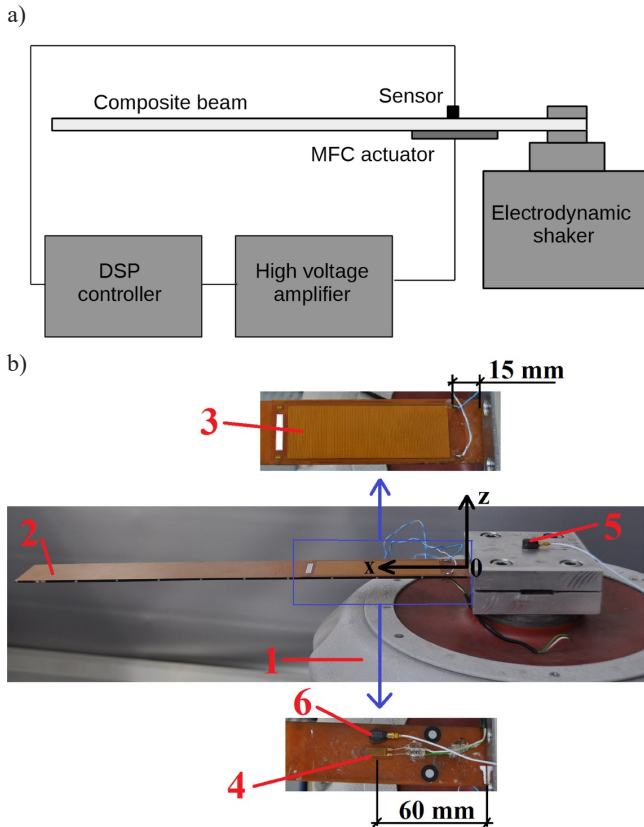 a)
Sensor
Composite beam
MFC actuator
Electrodynamic
shaker
DSP
controller
High voltage
amplifier
b)
15 mm
3
z
5
2
x
0
1
6
4
60 mm